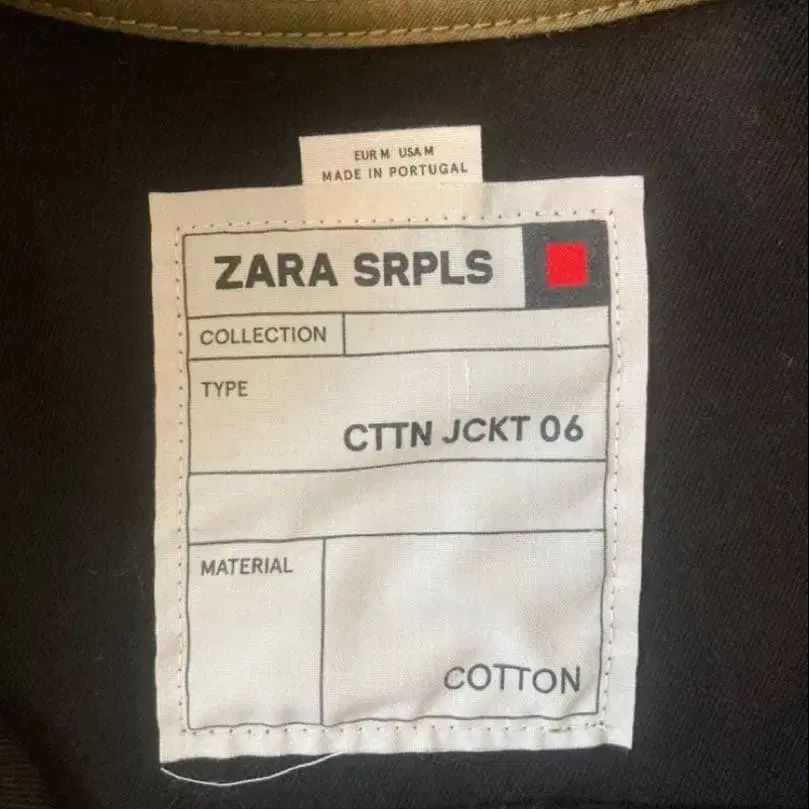 EUR M USA M
MADE IN PORTUGAL
ZARA SRPLS
COLLECTION
TYPE
CTTN JCKT 06
MATERIAL
COTTON